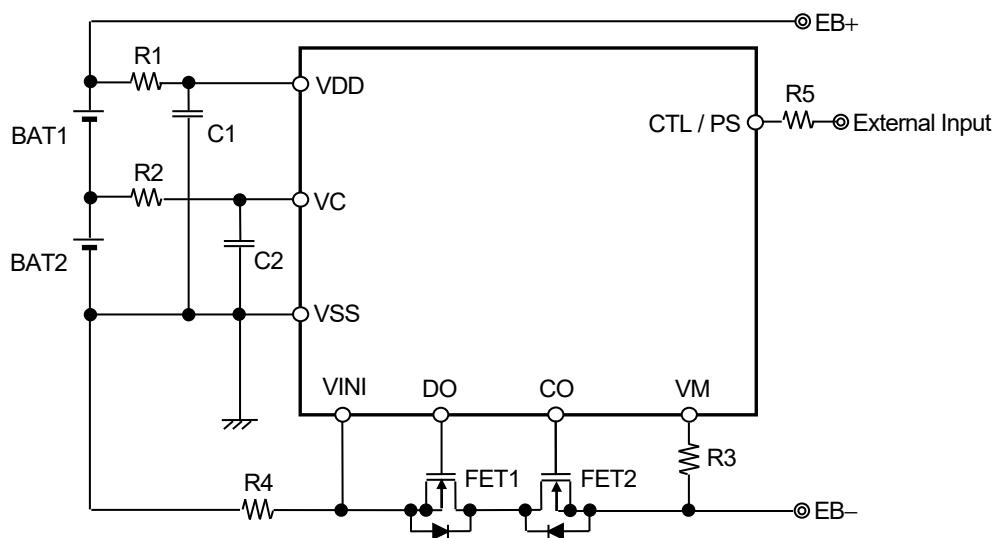 EB+
R1
VDD
R5
CTL / PS
External Input
C1
BAT1
R2
VC
C2
BAT2
VSS
VINI
DO
CO
VM
R3
FET1
FET2
R4
EB−